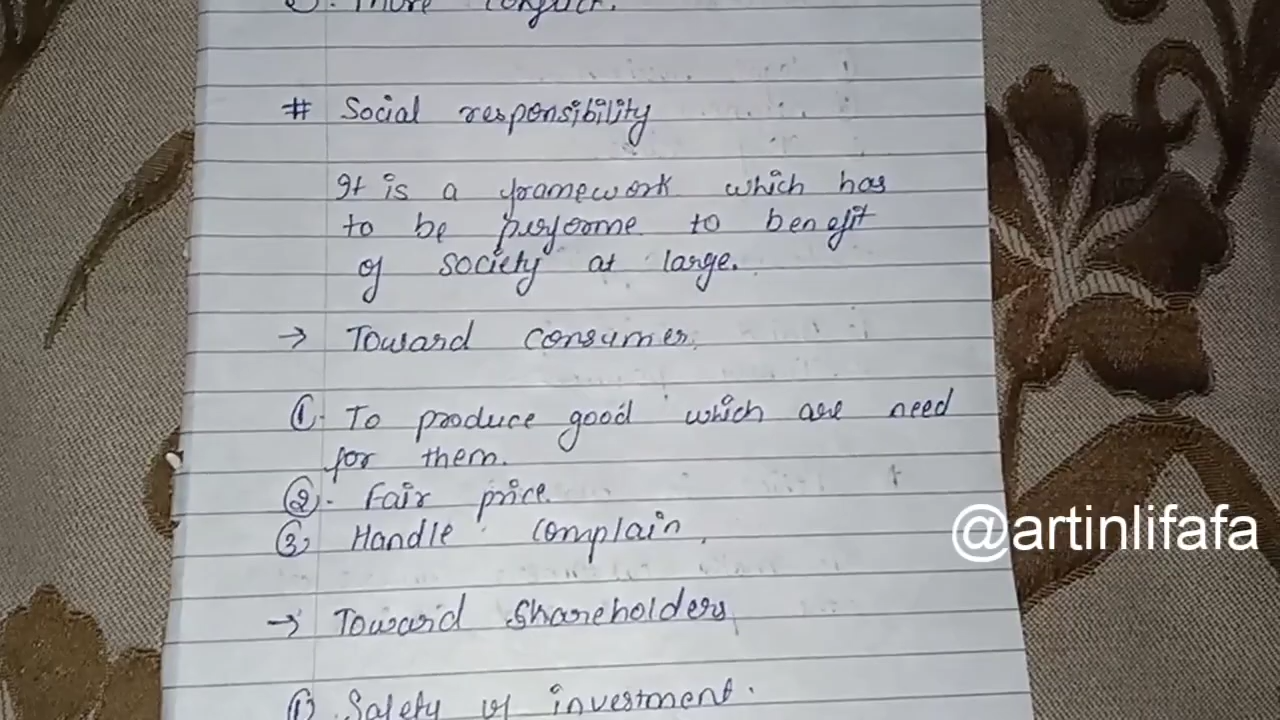 # Social responsibility
It is a framework which has
to be perfoome to benefit
of society at large.
→ Toward consumer.
①. To produce good which are need
for them.
②. Fair price.
③ Handle complain.
→ Toward Shareholders
① Safety of investment.
@artinlifafa